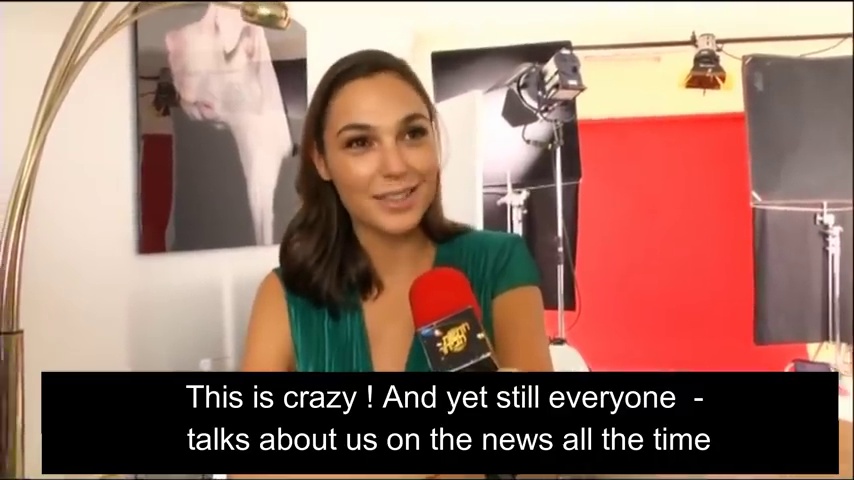 This is crazy ! And yet still everyone -
talks about us on the news all the time